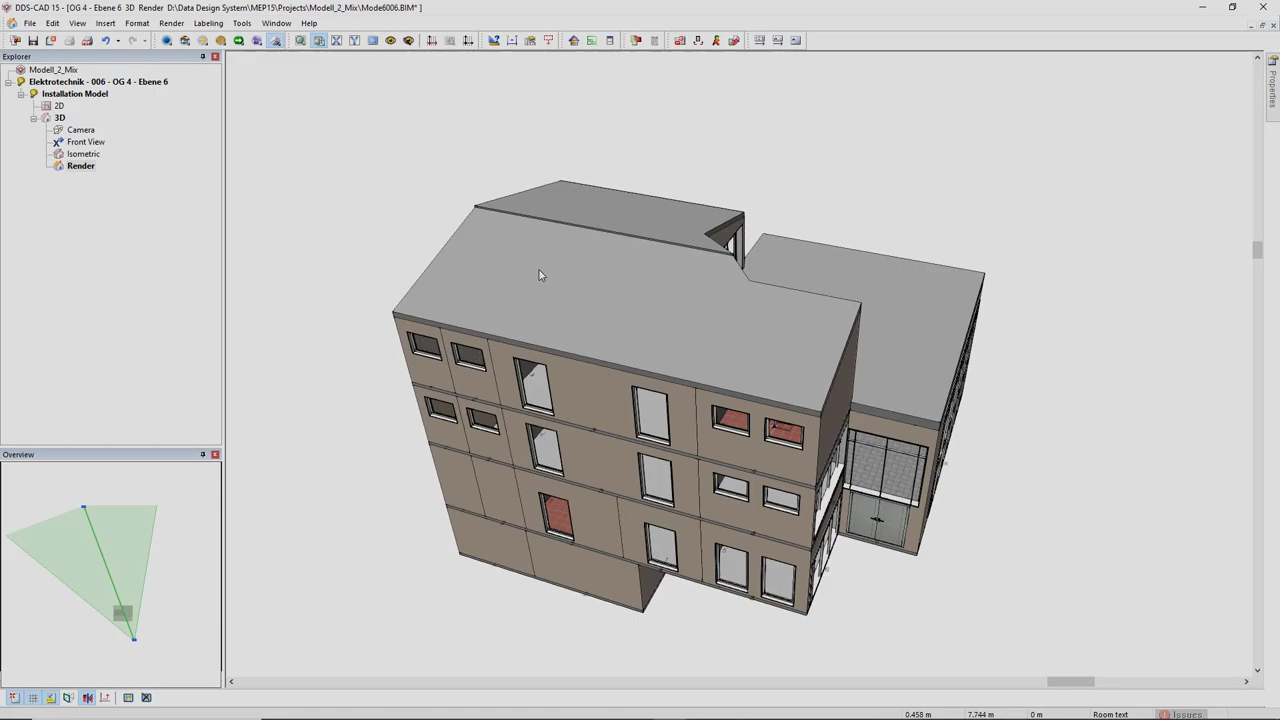 DDS-CAD 15 - [OG 4 - Ebene 6 3D Render D:\Data Design System\MEP15\Projects\Modell_2_Mix\Mode6006.BIM* ]
File Edit View Insert Format Render Labeling Tools Window Help
Explorer
Modell_2_Mix
Elektrotechnik - 006 - OG 4 - Ebene 6
Installation Model
2D
3D
Camera
Front View
Isometric
Render
Properties
Overview
0.458 m 7.744 m 0 m Room text Issues